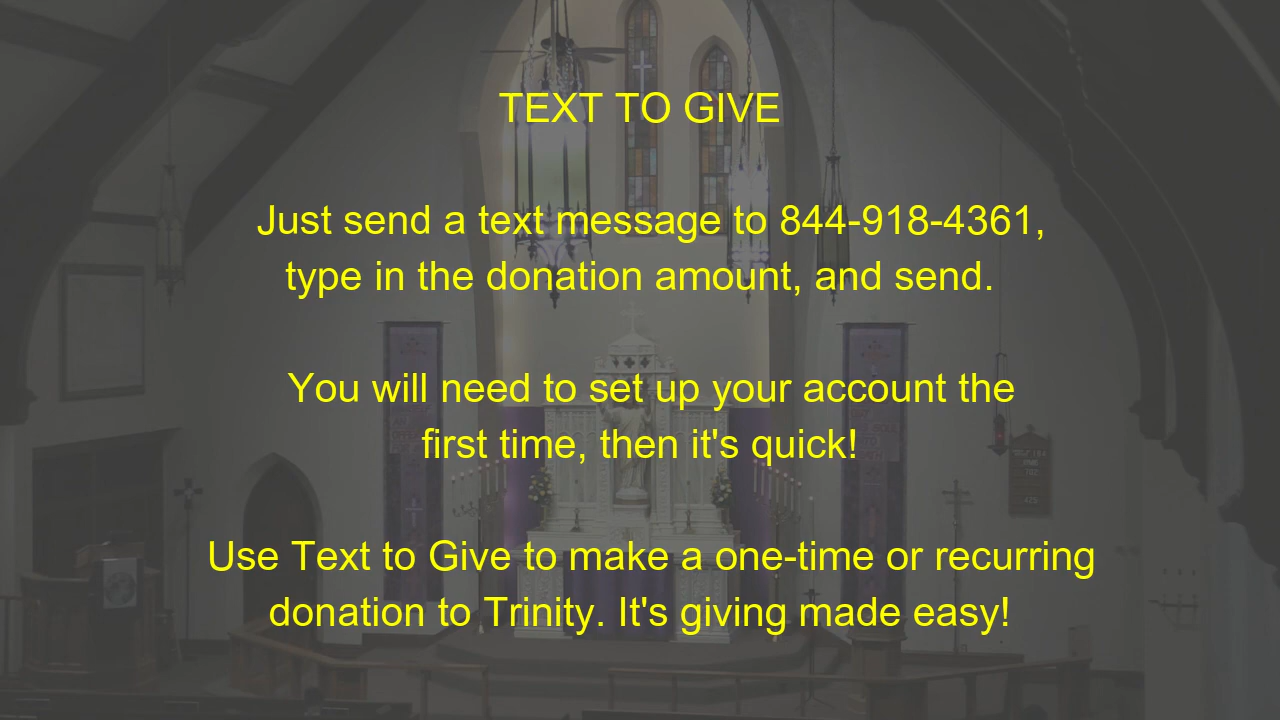 TEXT TO GIVE
Just send a text message to 844-918-4361,
type in the donation amount, and send.
You will need to set up your account the
first time, then it's quick!
Use Text to Give to make a one-time or recurring
donation to Trinity. It's giving made easy!